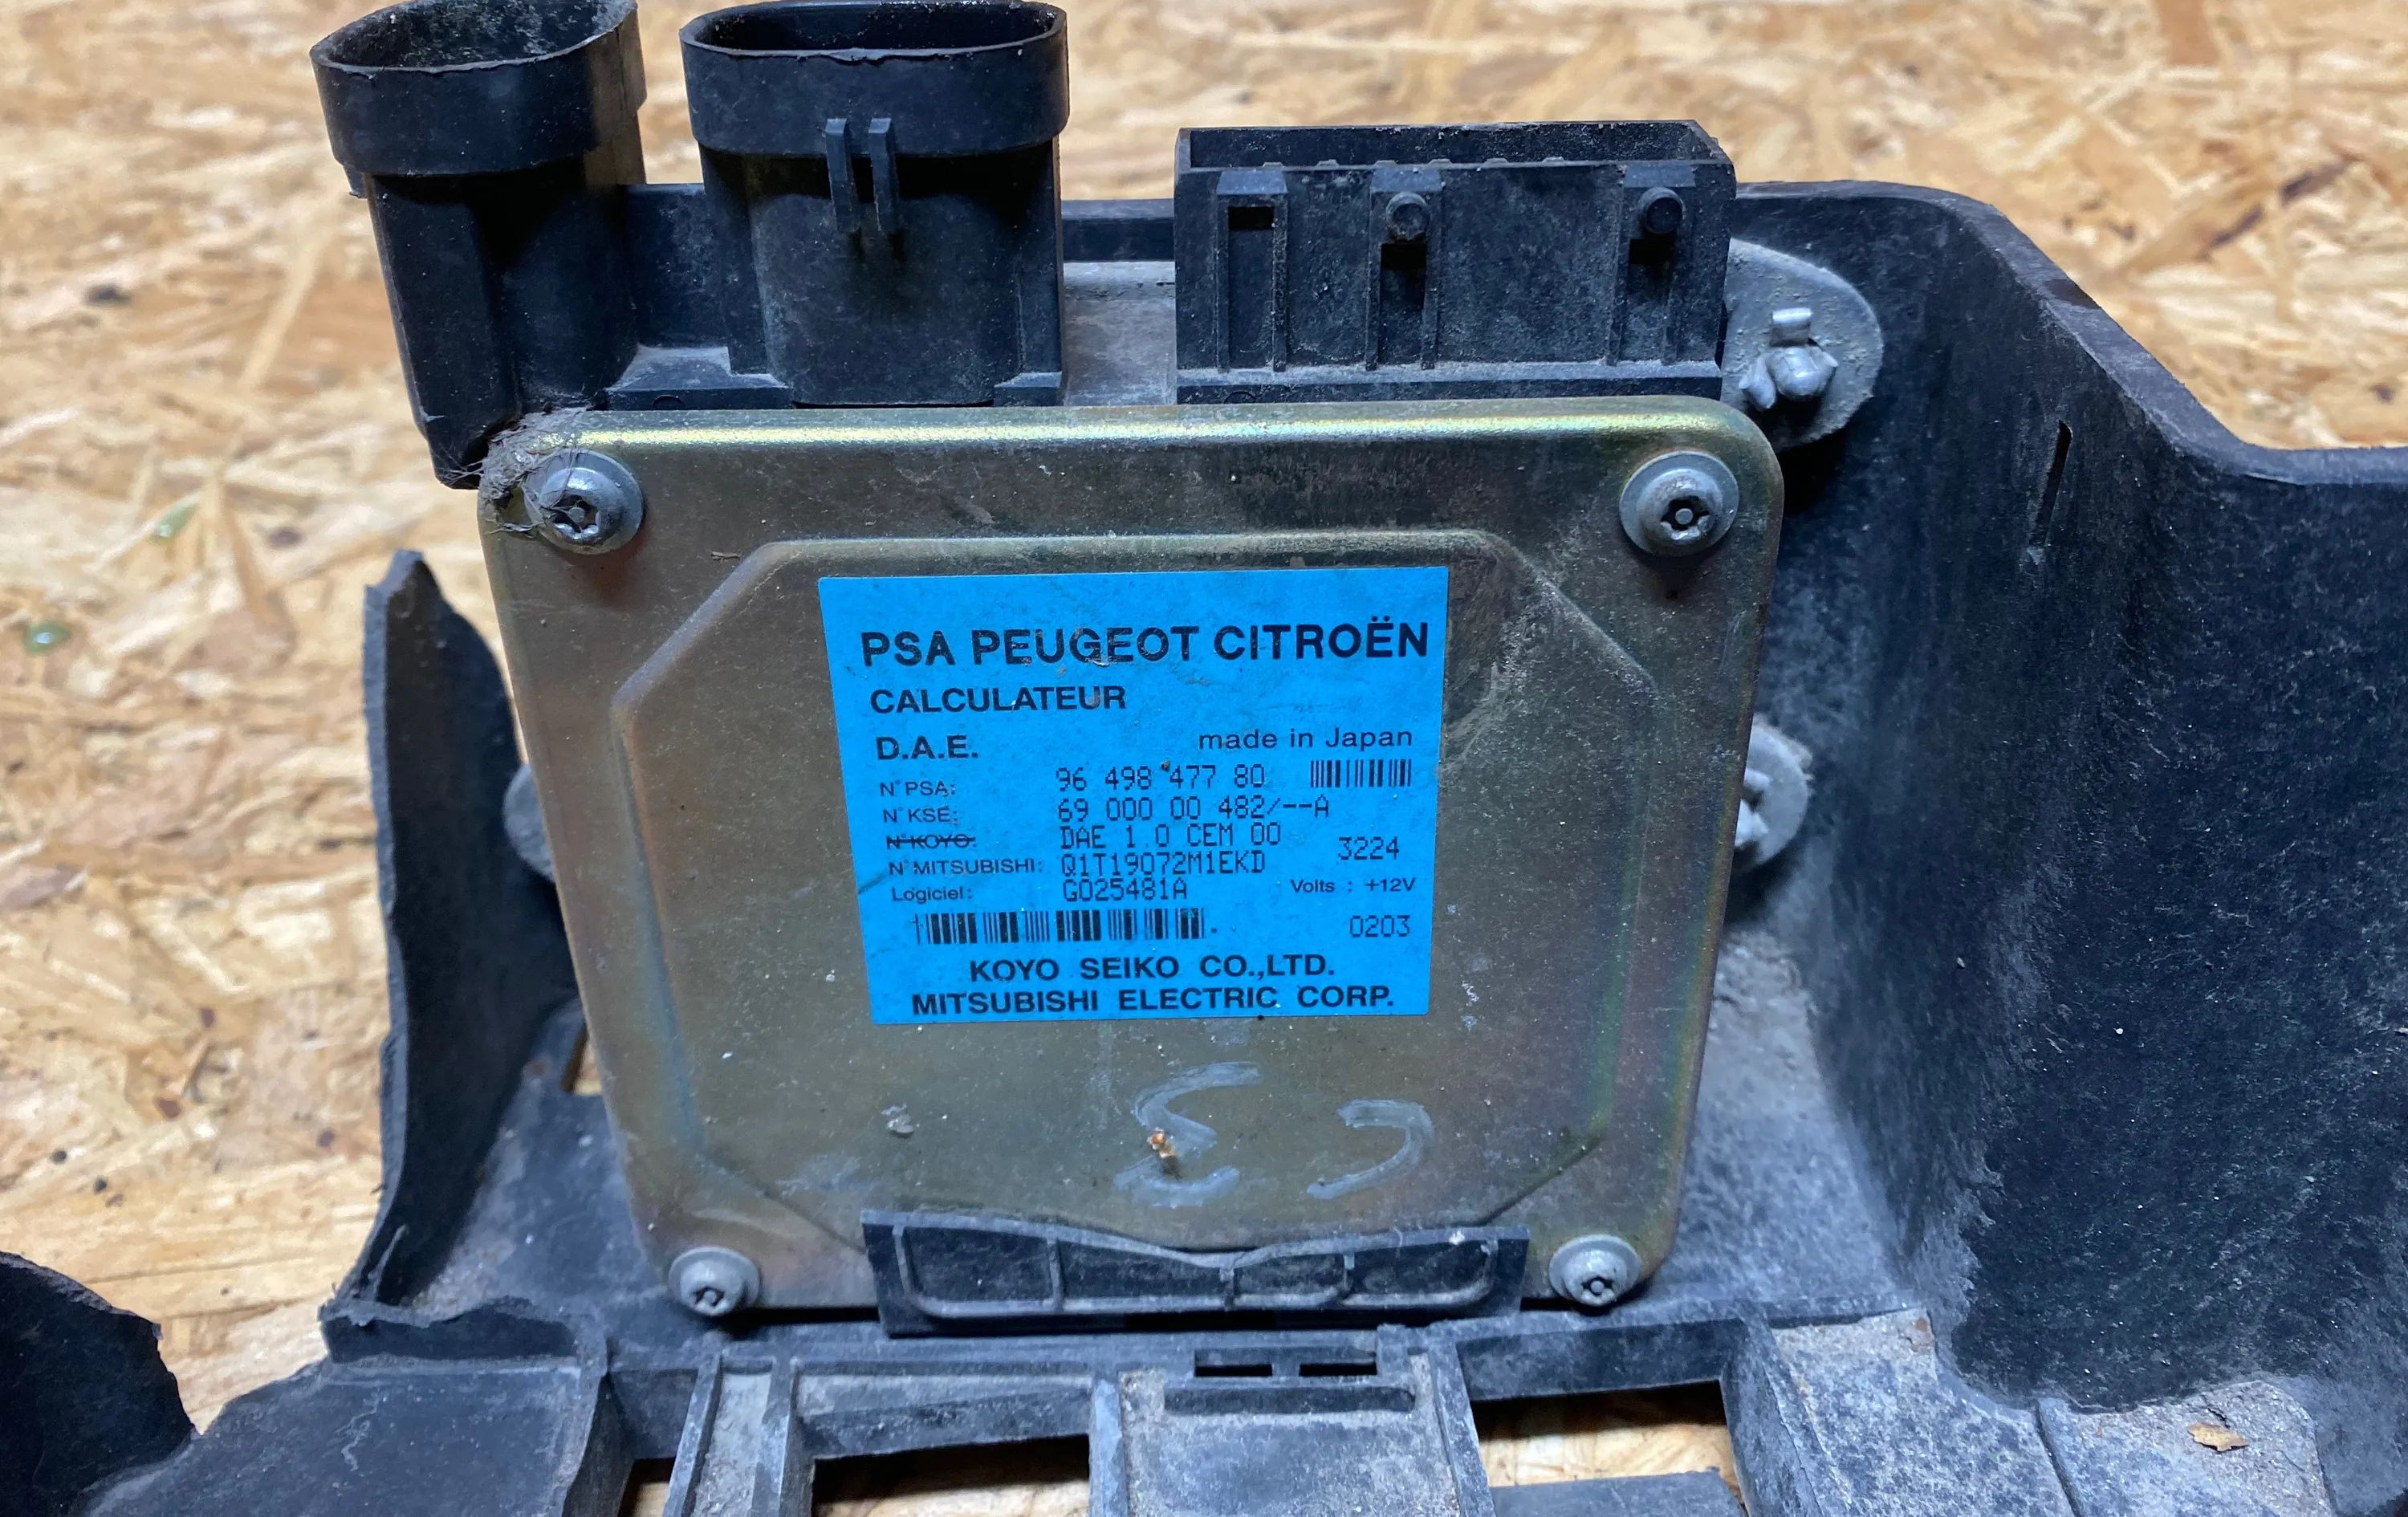 PSA PEUGEOT CITROËN
CALCULATEUR
D.A.E. made in Japan
N° PSA: 96 498 477 80
N° KSE: 69 000 00 482/--A
N° KOYO: DAE 1.0 CEM 00 3224
N° MITSUBISHI: Q1T19072M1EKD
Logiciel: G025481A Volts : +12V
0203
KOYO SEIKO CO.,LTD.
MITSUBISHI ELECTRIC CORP.